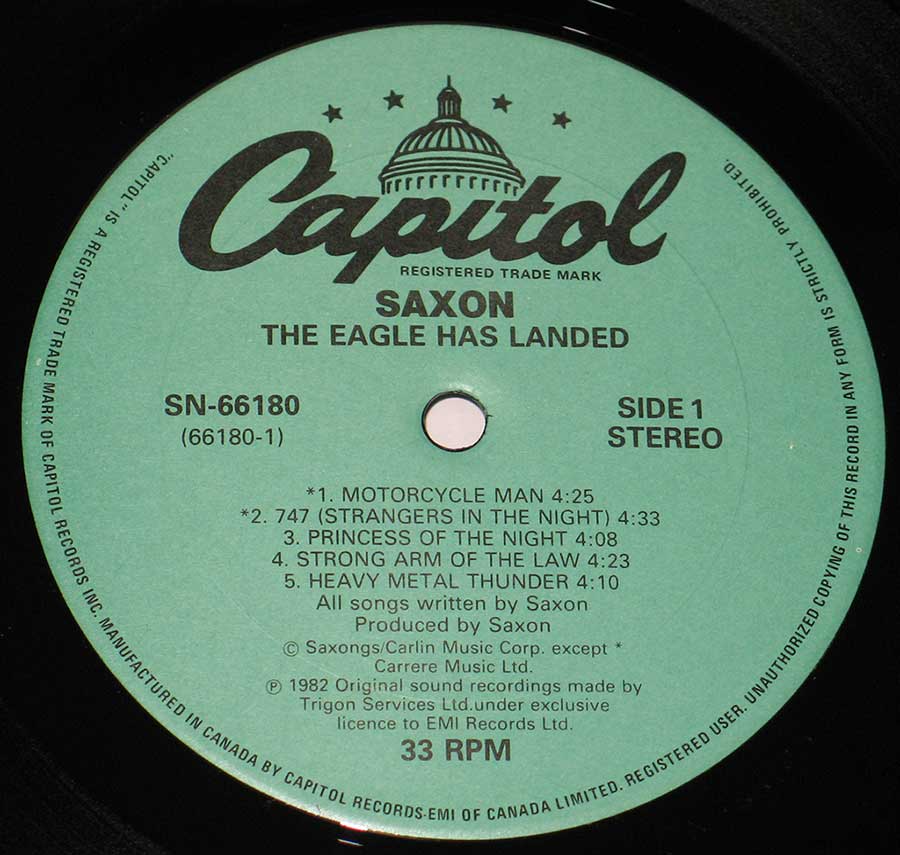 Capitol
REGISTERED TRADE MARK
SAXON
THE EAGLE HAS LANDED
SN-66180
(66180-1)
SIDE 1
STEREO
*1. MOTORCYCLE MAN 4:25
*2. 747 (STRANGERS IN THE NIGHT) 4:33
3. PRINCESS OF THE NIGHT 4:08
4. STRONG ARM OF THE LAW 4:23
5. HEAVY METAL THUNDER 4:10
All songs written by Saxon
Produced by Saxon
© Saxongs/Carlin Music Corp. except *
Carrere Music Ltd.
℗ 1982 Original sound recordings made by
Trigon Services Ltd.under exclusive
licence to EMI Records Ltd.
33 RPM
"CAPITOL" IS A REGISTERED TRADE MARK OF CAPITOL RECORDS INC. MANUFACTURED IN CANADA BY CAPITOL RECORDS-EMI OF CANADA LIMITED. REGISTERED USER. UNAUTHORIZED COPYING OF THIS RECORD IN ANY FORM IS STRICTLY PROHIBITED.